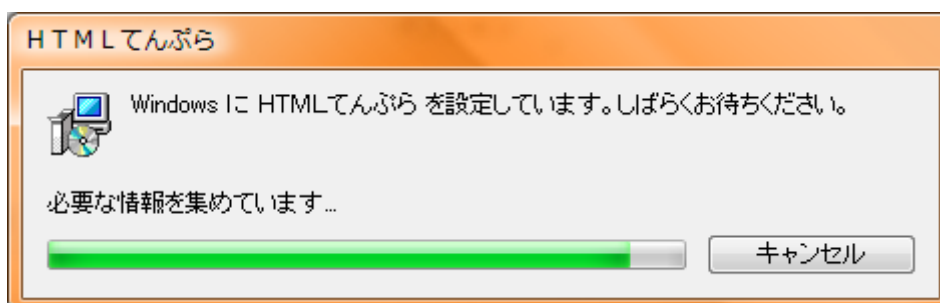 ＨＴＭＬてんぷら
Windows に HTMLてんぷら を設定しています。しばらくお待ちください。
必要な情報を集めています...
キャンセル